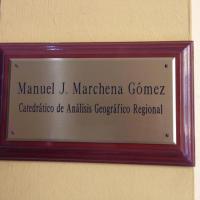 Manuel J. Marchena Gómez
Catedrático de Análisis Geográfico Regional